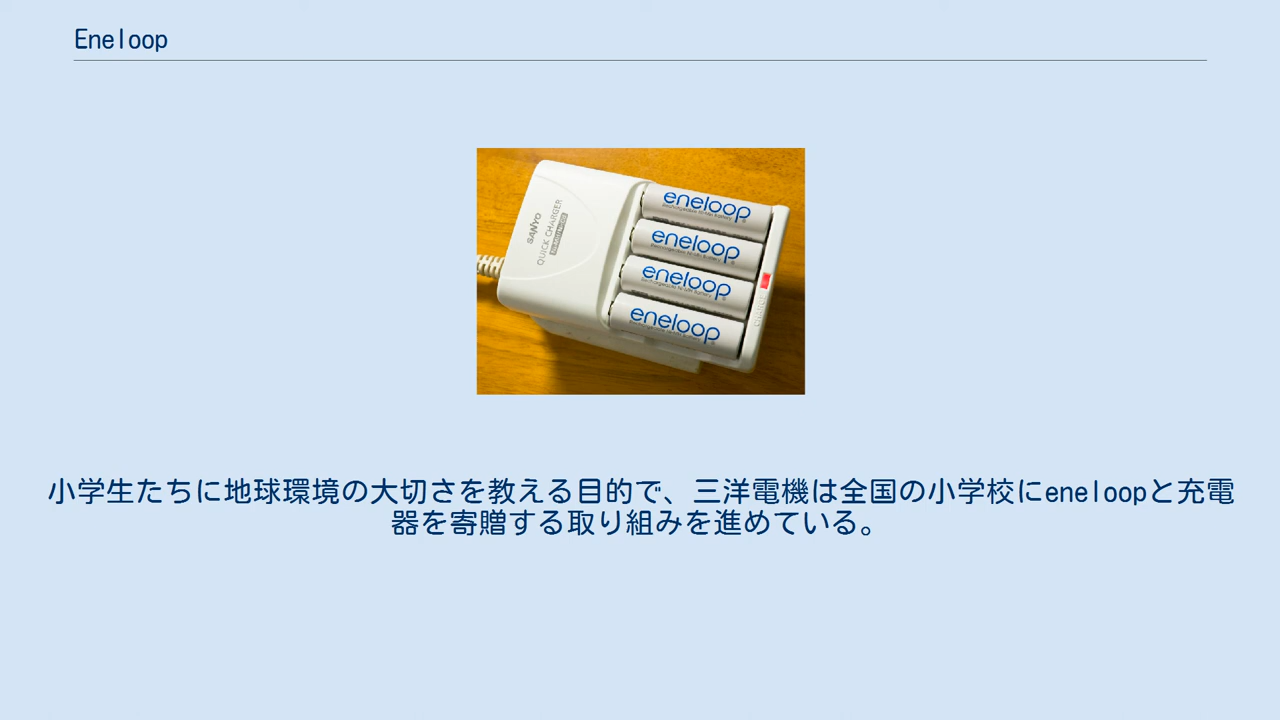 Eneloop
SANYO
QUICK CHARGER
eneloop
eneloop
eneloop
eneloop
小学生たちに地球環境の大切さを教える目的で、三洋電機は全国の小学校にeneloopと充電
器を寄贈する取り組みを進めている。